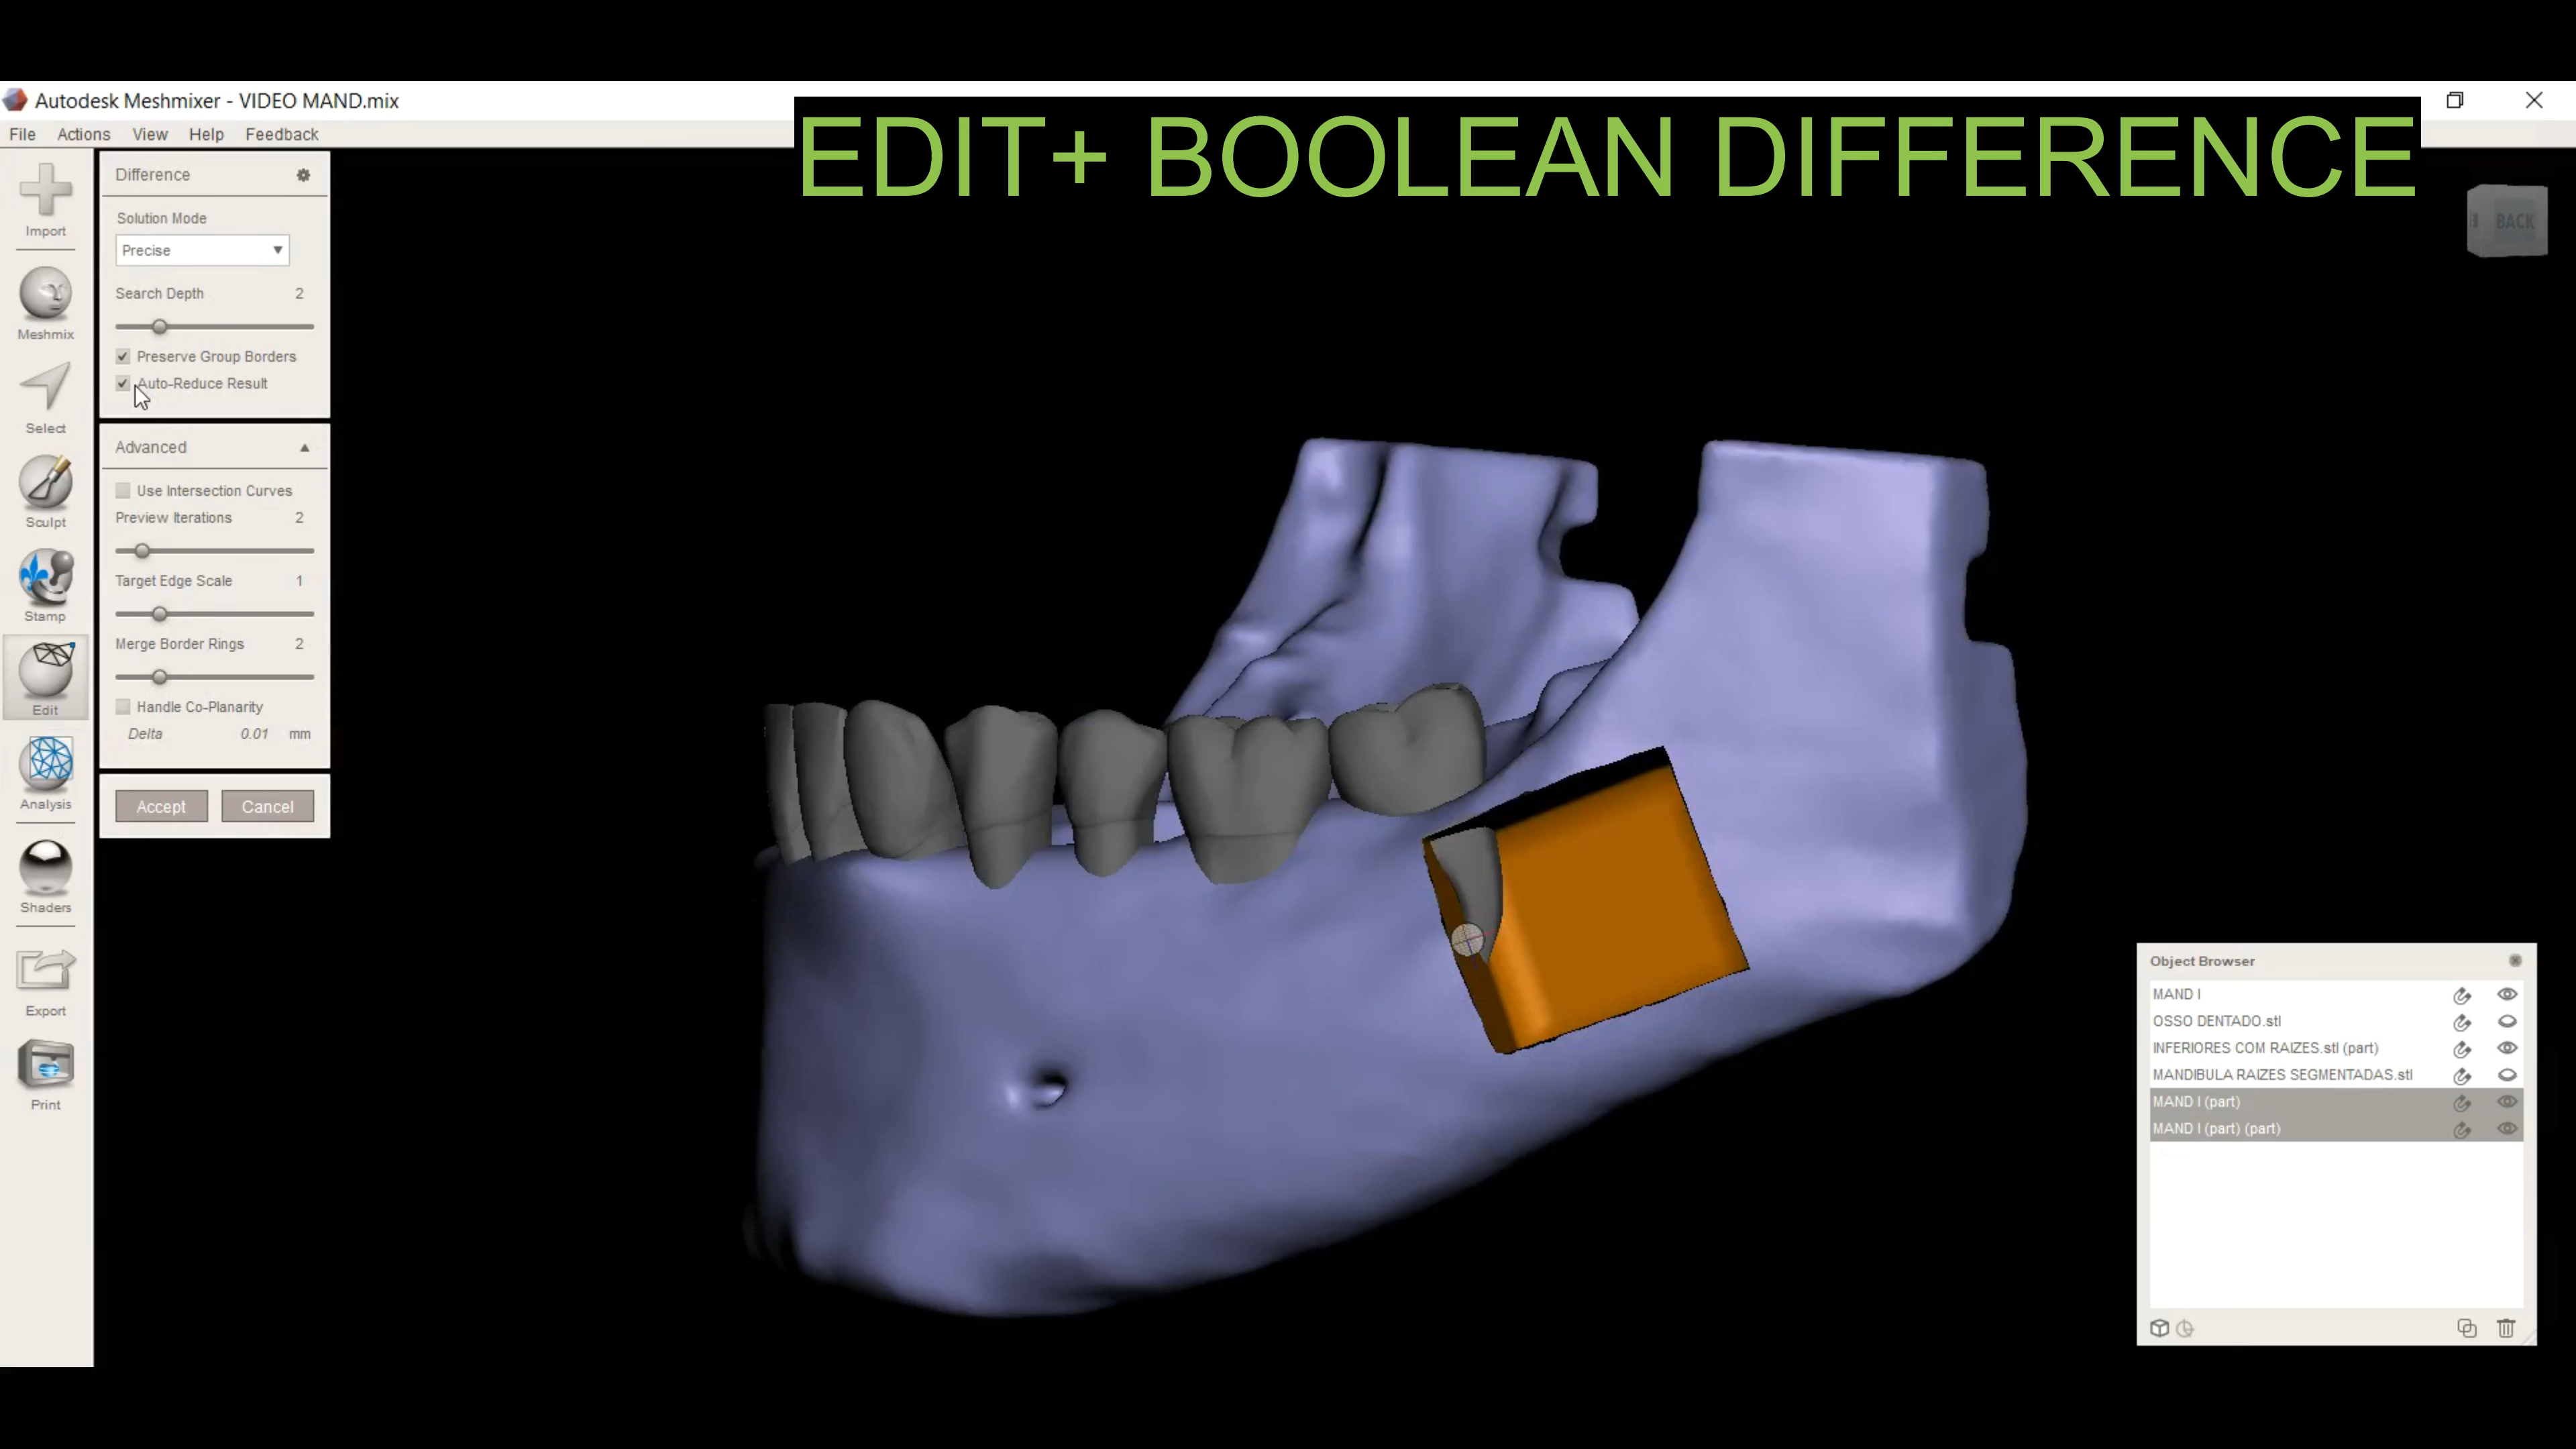 Autodesk Meshmixer - VIDEO MAND.mix
EDIT+ BOOLEAN DIFFERENCE
File Actions View Help Feedback
Import
Meshmix
Select
Sculpt
Stamp
Edit
Analysis
Shaders
Export
Print
Difference
Solution Mode
Precise
Search Depth 2
Preserve Group Borders
Auto-Reduce Result
Advanced
Use Intersection Curves
Preview Iterations 2
Target Edge Scale 1
Merge Border Rings 2
Handle Co-Planarity
Delta 0.01 mm
Accept Cancel
BACK
Object Browser
MAND I
OSSO DENTADO.stl
INFERIORES COM RAIZES.stl (part)
MANDIBULA RAIZES SEGMENTADAS.stl
MAND I (part)
MAND I (part) (part)